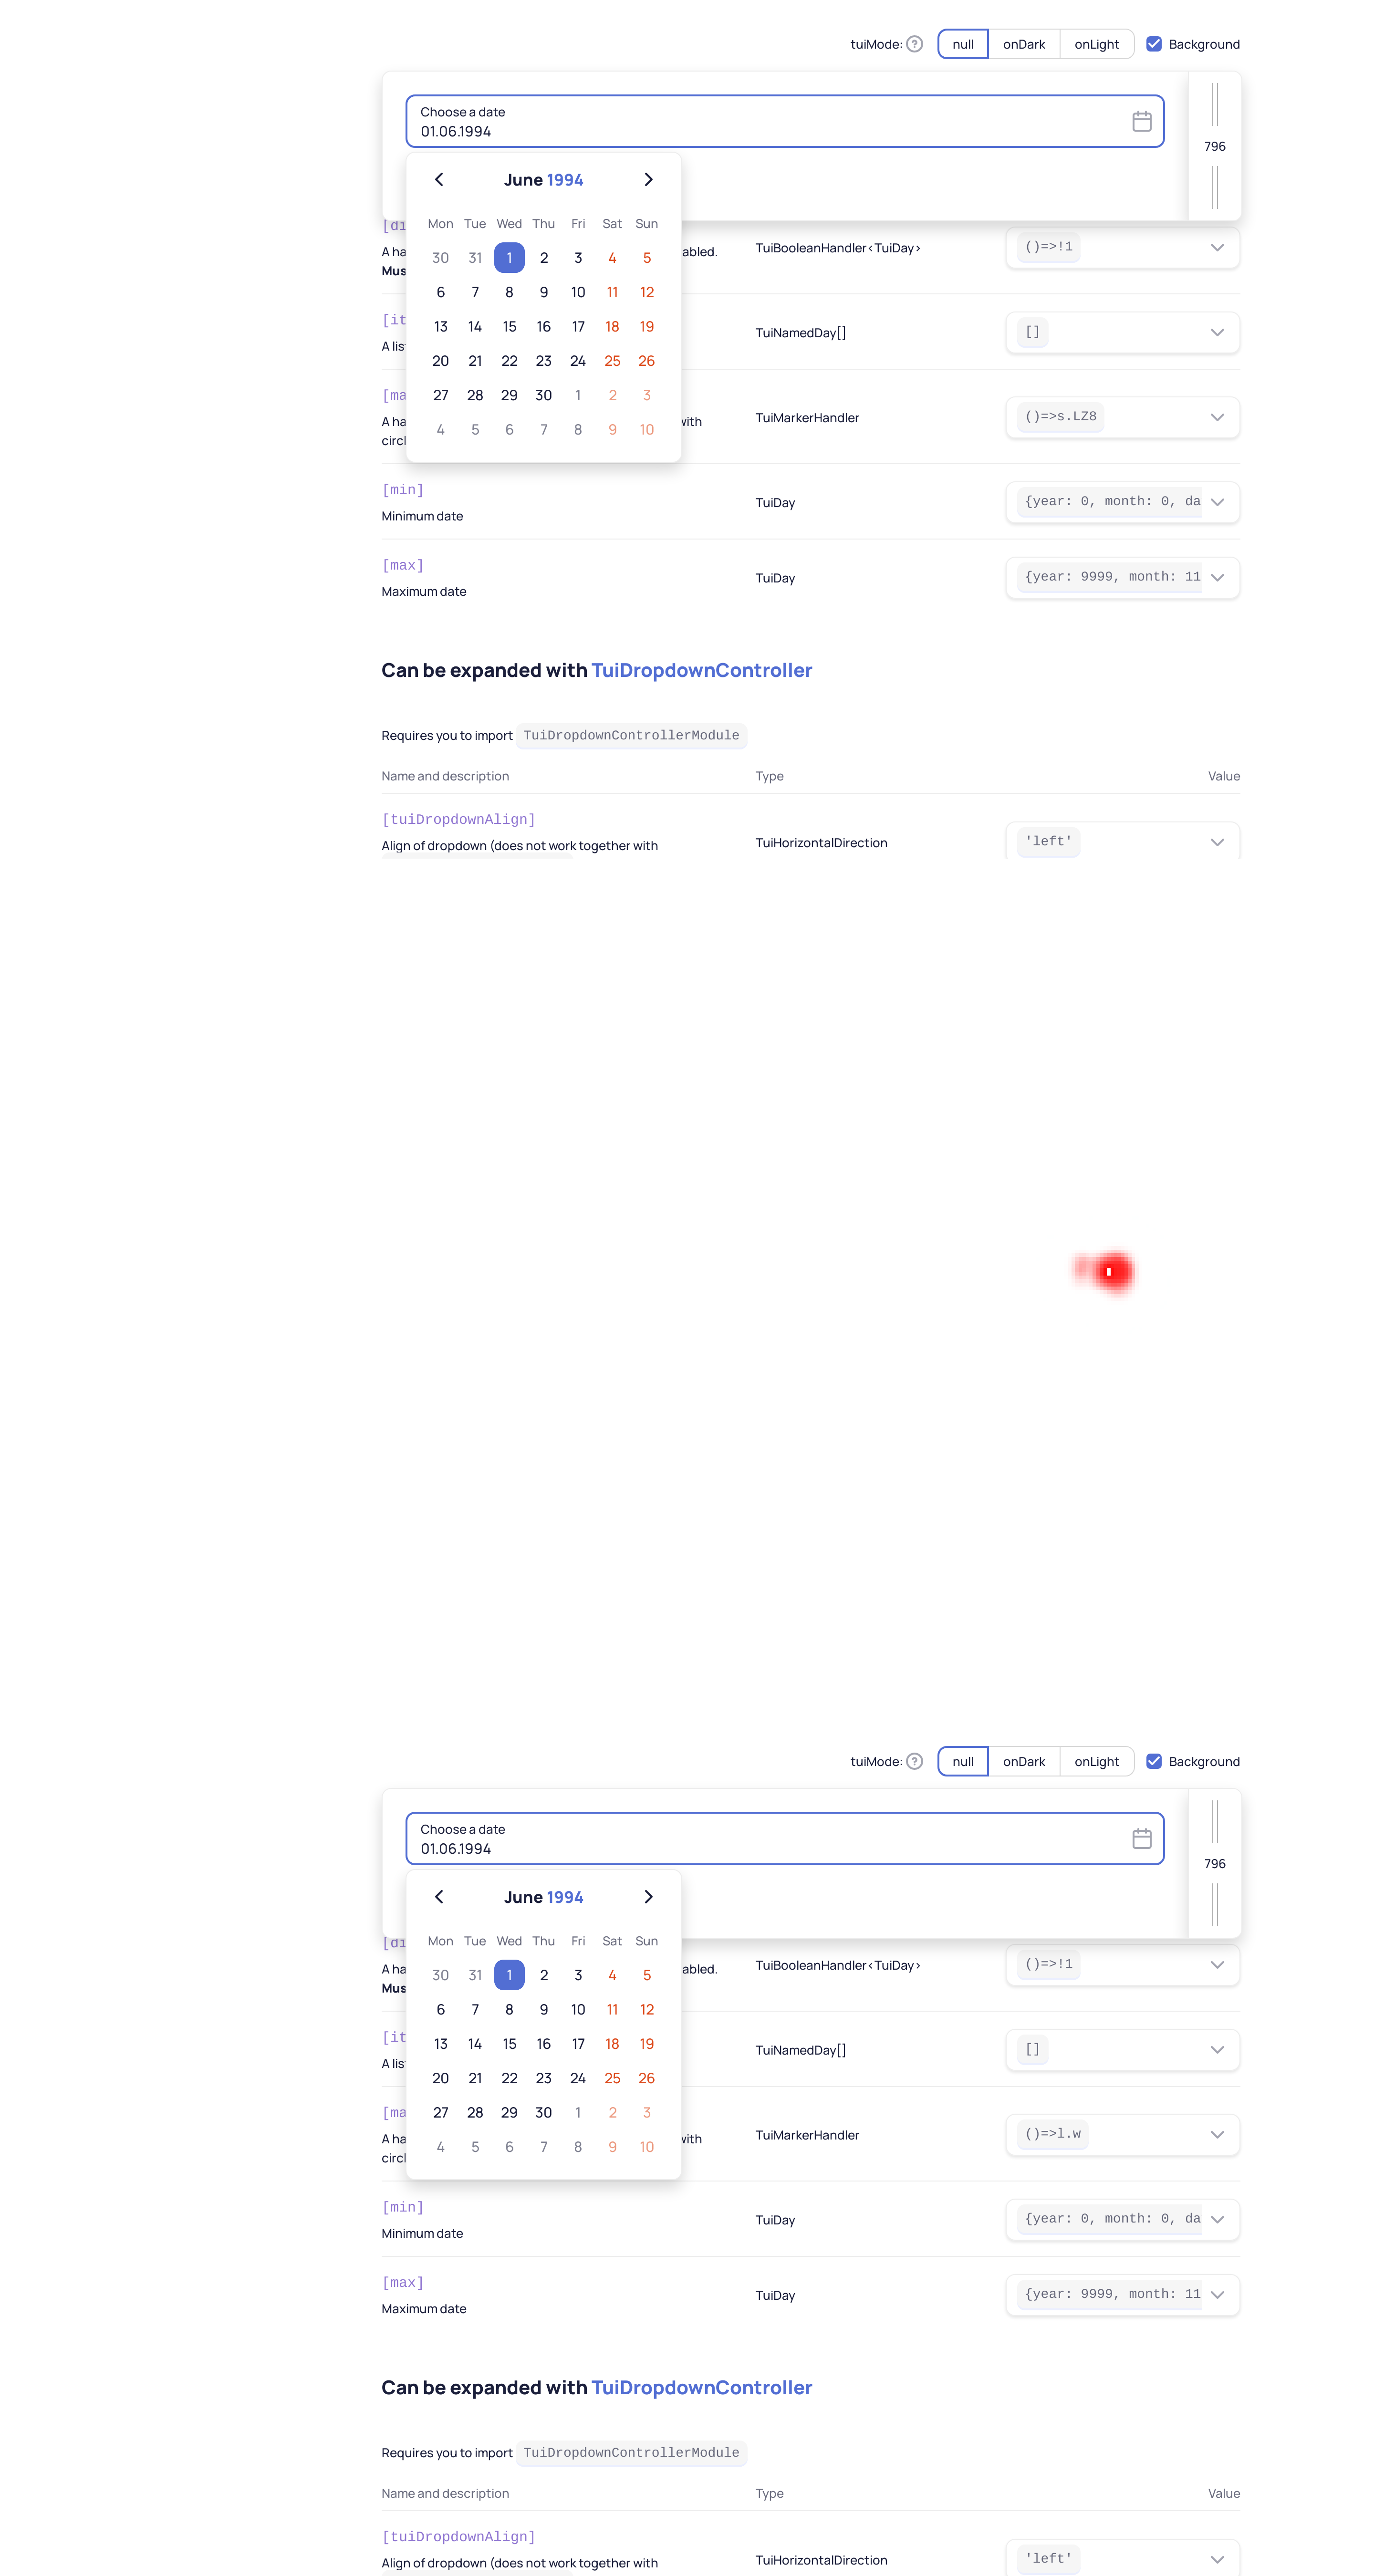 tuiMode: ? null onDark onLight Background
Choose a date
01.06.1994
796
June 1994
Mon Tue Wed Thu Fri Sat Sun
30 31 1 2 3 4 5
6 7 8 9 10 11 12
13 14 15 16 17 18 19
20 21 22 23 24 25 26
27 28 29 30 1 2 3
4 5 6 7 8 9 10
[di
A ha abled.
Mus
TuiBooleanHandler<TuiDay>
()=>!1
[it
A lis
TuiNamedDay[]
[]
[ma
A ha with
circl
TuiMarkerHandler
()=>s.LZ8
[min]
Minimum date
TuiDay
{year: 0, month: 0, da
[max]
Maximum date
TuiDay
{year: 9999, month: 11
Can be expanded with TuiDropdownController
Requires you to import TuiDropdownControllerModule
Name and description Type Value
[tuiDropdownAlign]
Align of dropdown (does not work together with
TuiHorizontalDirection
'left'
tuiMode: ? null onDark onLight Background
Choose a date
01.06.1994
796
June 1994
Mon Tue Wed Thu Fri Sat Sun
30 31 1 2 3 4 5
6 7 8 9 10 11 12
13 14 15 16 17 18 19
20 21 22 23 24 25 26
27 28 29 30 1 2 3
4 5 6 7 8 9 10
[di
A ha abled.
Mus
TuiBooleanHandler<TuiDay>
()=>!1
[it
A lis
TuiNamedDay[]
[]
[ma
A ha with
circl
TuiMarkerHandler
()=>l.w
[min]
Minimum date
TuiDay
{year: 0, month: 0, da
[max]
Maximum date
TuiDay
{year: 9999, month: 11
Can be expanded with TuiDropdownController
Requires you to import TuiDropdownControllerModule
Name and description Type Value
[tuiDropdownAlign]
Align of dropdown (does not work together with
TuiHorizontalDirection
'left'